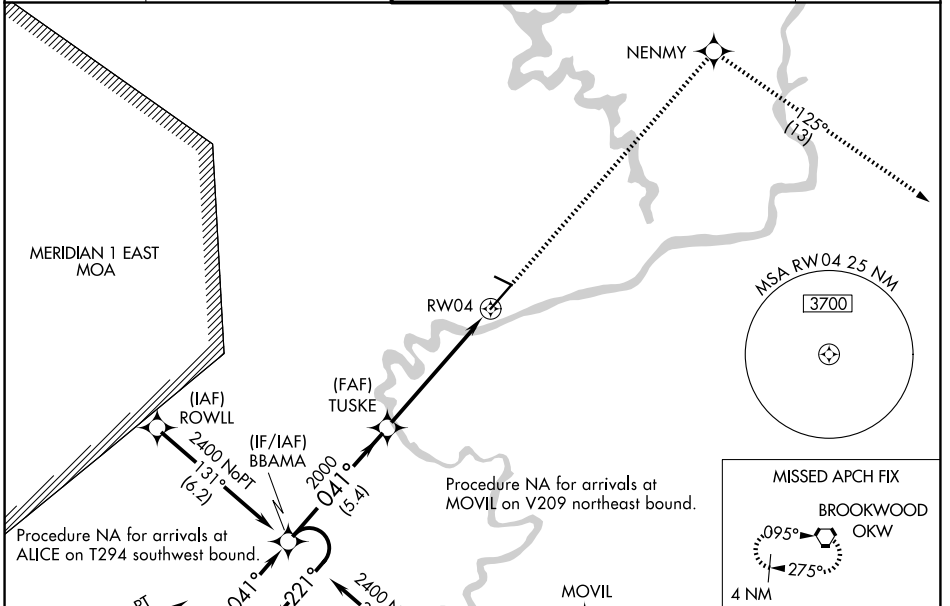 NENMY
125°
(13)
MERIDIAN 1 EAST
MOA
MSA RW04 25 NM
3700
RW04
(IAF)
ROWLL
(FAF)
TUSKE
(IF/IAF)
BBAMA
2400 NoPT
131°
(6.2)
2000
041°
(5.4)
Procedure NA for arrivals at
MOVIL on V209 northeast bound.
Procedure NA for arrivals at
ALICE on T294 southwest bound.
MISSED APCH FIX
BROOKWOOD
OKW
095°
275°
4 NM
041°
221°
2400
MOVIL